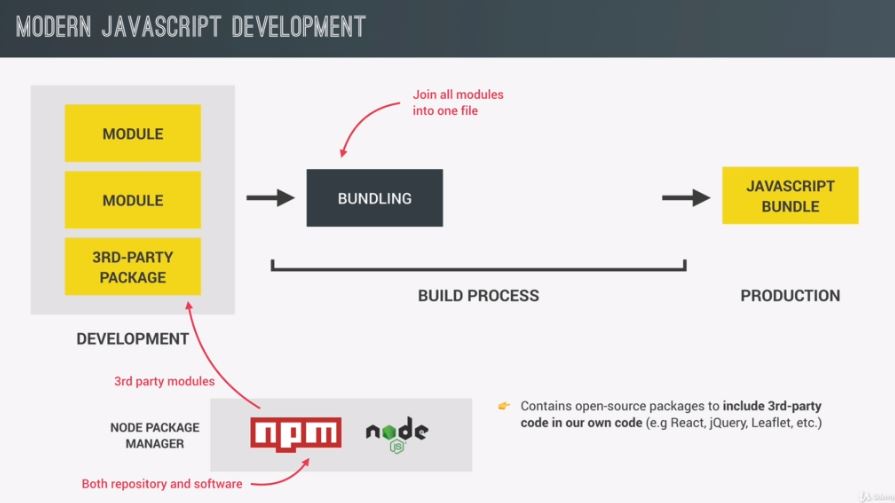 MODERN JAVASCRIPT DEVELOPMENT
Join all modules
into one file
MODULE
MODULE
3RD-PARTY
PACKAGE
BUNDLING
JAVASCRIPT
BUNDLE
BUILD PROCESS
PRODUCTION
DEVELOPMENT
3rd party modules
NODE PACKAGE
MANAGER
npm
node
JS
Contains open-source packages to include 3rd-party
code in our own code (e.g React, jQuery, Leaflet, etc.)
Both repository and software
Udemy